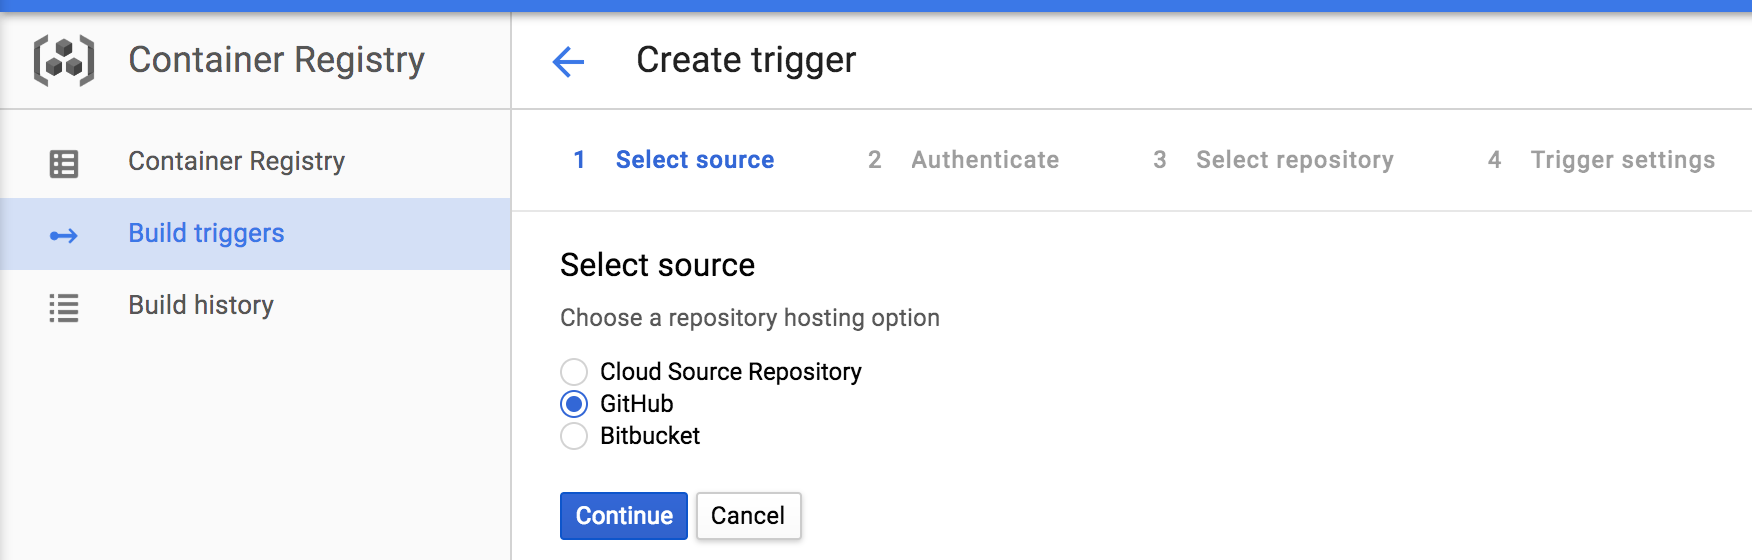 Container Registry
Create trigger
Container Registry
Build triggers
Build history
1 Select source 2 Authenticate 3 Select repository 4 Trigger settings
Select source
Choose a repository hosting option
Cloud Source Repository
GitHub
Bitbucket
Continue Cancel